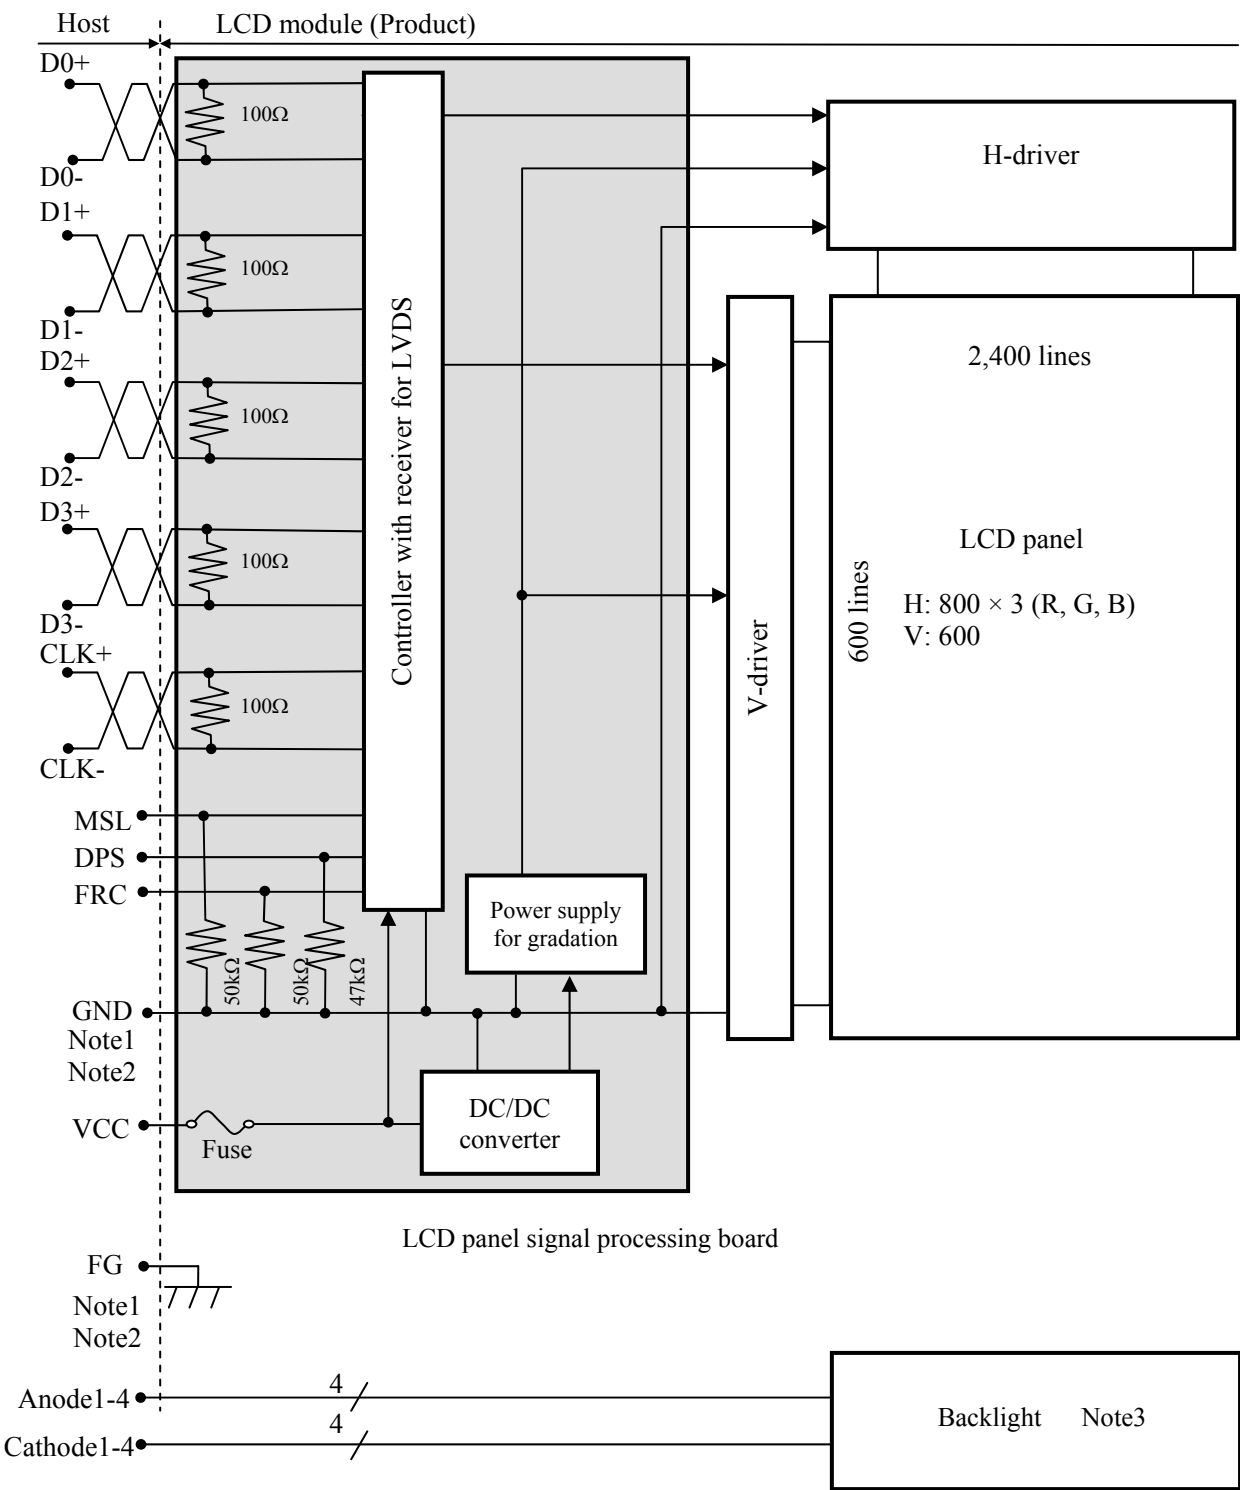 Host
LCD module (Product)
D0+
100Ω
D0-
H-driver
D1+
100Ω
D1-
D2+
100Ω
D2-
D3+
100Ω
D3-
CLK+
100Ω
CLK-
Controller with receiver for LVDS
2,400 lines
LCD panel
H: 800 × 3 (R, G, B)
V: 600
600 lines
V-driver
MSL
DPS
FRC
Power supply
for gradation
50kΩ
50kΩ
47kΩ
GND
Note1
Note2
VCC
Fuse
DC/DC
converter
LCD panel signal processing board
FG
Note1
Note2
Anode1-4
4
Cathode1-4
4
Backlight Note3